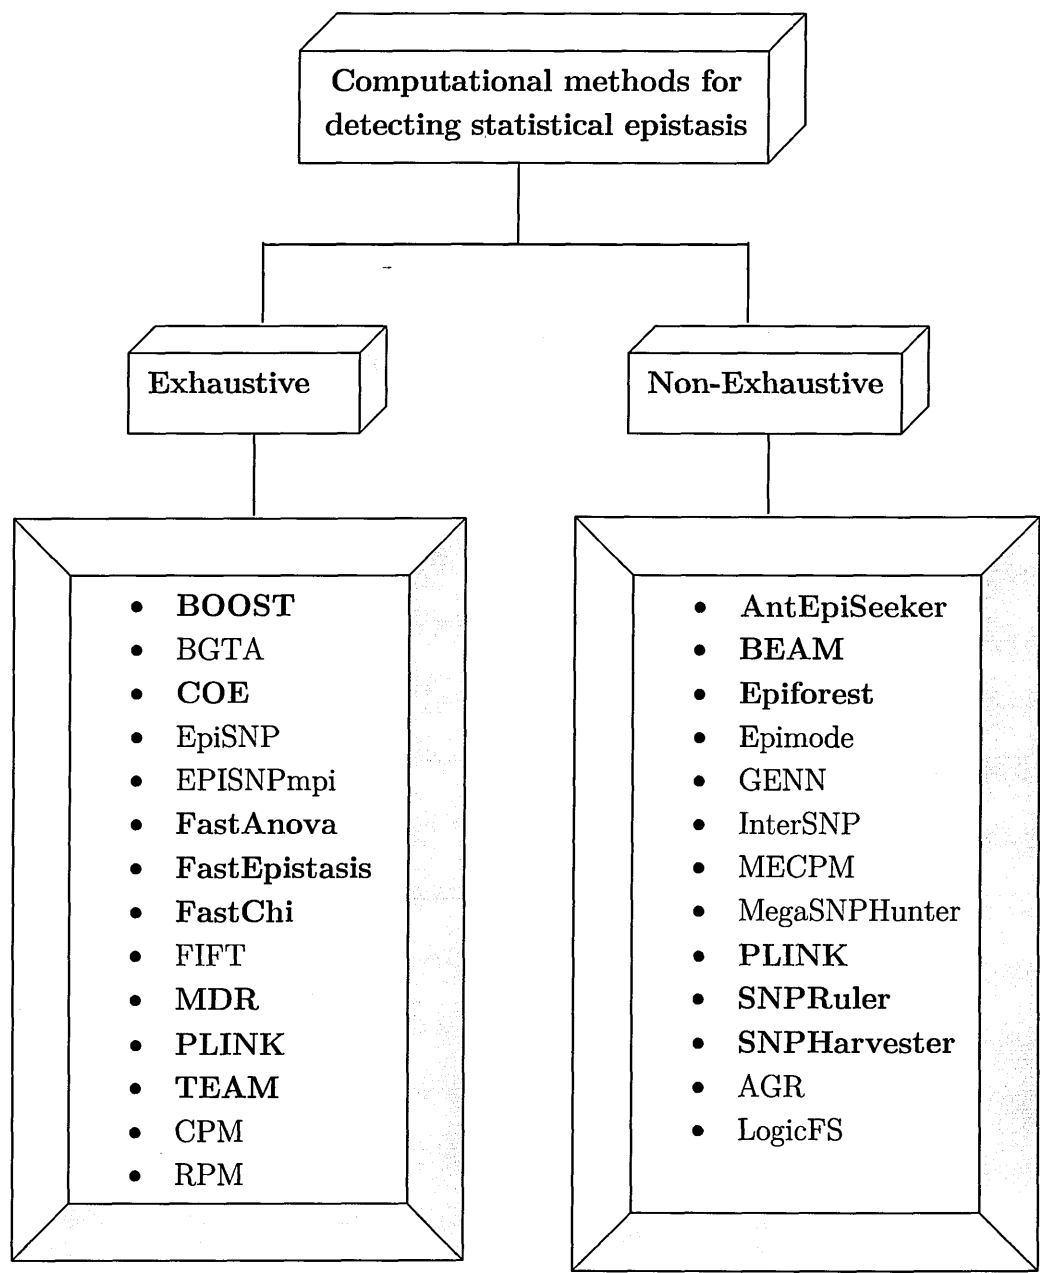 Computational methods for
detecting statistical epistasis
Exhaustive
Non-Exhaustive
• BOOST
• BGTA
• COE
• EpiSNP
• EPISNPmpi
• FastAnova
• FastEpistasis
• FastChi
• FIFT
• MDR
• PLINK
• TEAM
• CPM
• RPM
• AntEpiSeeker
• BEAM
• Epiforest
• Epimode
• GENN
• InterSNP
• MECPM
• MegaSNPHunter
• PLINK
• SNPRuler
• SNPHarvester
• AGR
• LogicFS